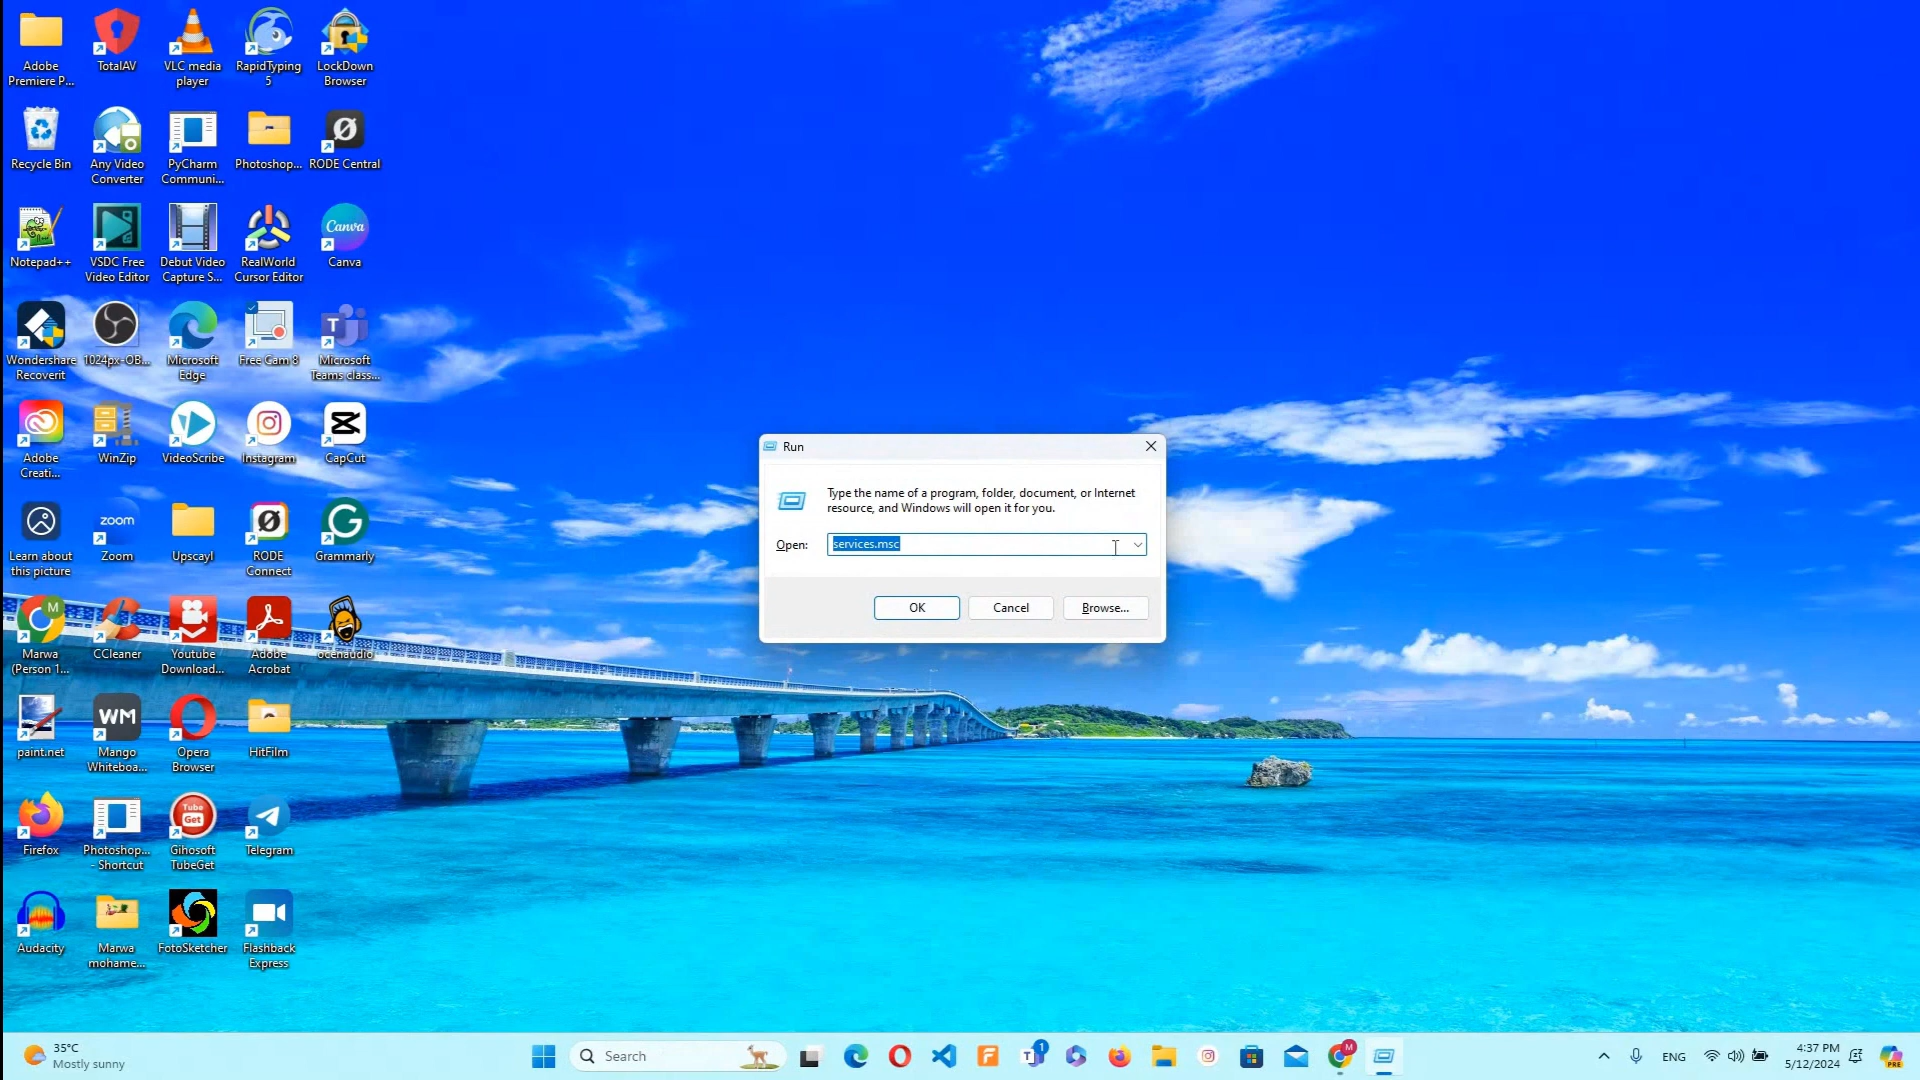 Adobe
Premiere P...
TotalAV
VLC media
player
RapidTyping
5
LockDown
Browser
Recycle Bin
Any Video
Converter
PyCharm
Communi...
Photoshop...
RODE Central
Notepad++
VSDC Free
Video Editor
Debut Video
Capture S...
RealWorld
Cursor Editor
Canva
Canva
Wondershare
Recoverit
1024px-OB...
Microsoft
Edge
Free Cam 8
T
Microsoft
Teams class...
Adobe
Creati...
WinZip
VideoScribe
Instagram
CapCut
Learn about
this picture
zoom
Zoom
Upscayl
RODE
Connect
Grammarly
M
Marwa
(Person 1...
CCleaner
Youtube
Download...
Adobe
Acrobat
ocenaudio
paint.net
WM
Mango
Whiteboa...
Opera
Browser
HitFilm
Firefox
Photoshop...
- Shortcut
Tube
Get
Gihosoft
TubeGet
Telegram
Audacity
Marwa
mohame...
FotoSketcher
Flashback
Express
Run
Type the name of a program, folder, document, or Internet
resource, and Windows will open it for you.
Open:
services.msc
OK
Cancel
Browse...
35°C
Mostly sunny
Search
T
1
M
ENG
4:37 PM
5/12/2024
PRE